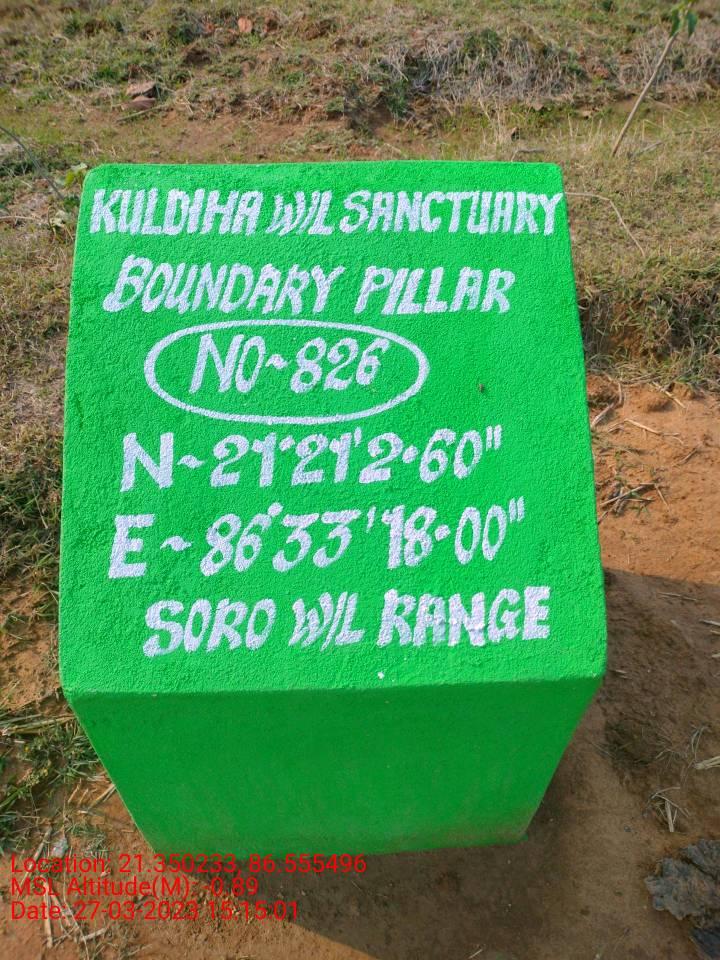 KULDIHA W/L SANCTUARY
BOUNDARY PILLAR
NO~826
N~21°21'2.60"
E~86°33'18.00"
SORO W/L RANGE
Location: 21.350233, 86.555496
MSL Altitude(M): -0.89
Date: 27-03-2023 15:15:01